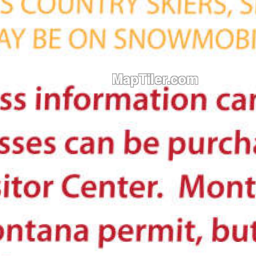 S COUNTRY SKIERS, S
AY BE ON SNOWMOBI
MapTiler.com
ss information ca
sses can be purcha
sitor Center. Mont
ontana permit, but